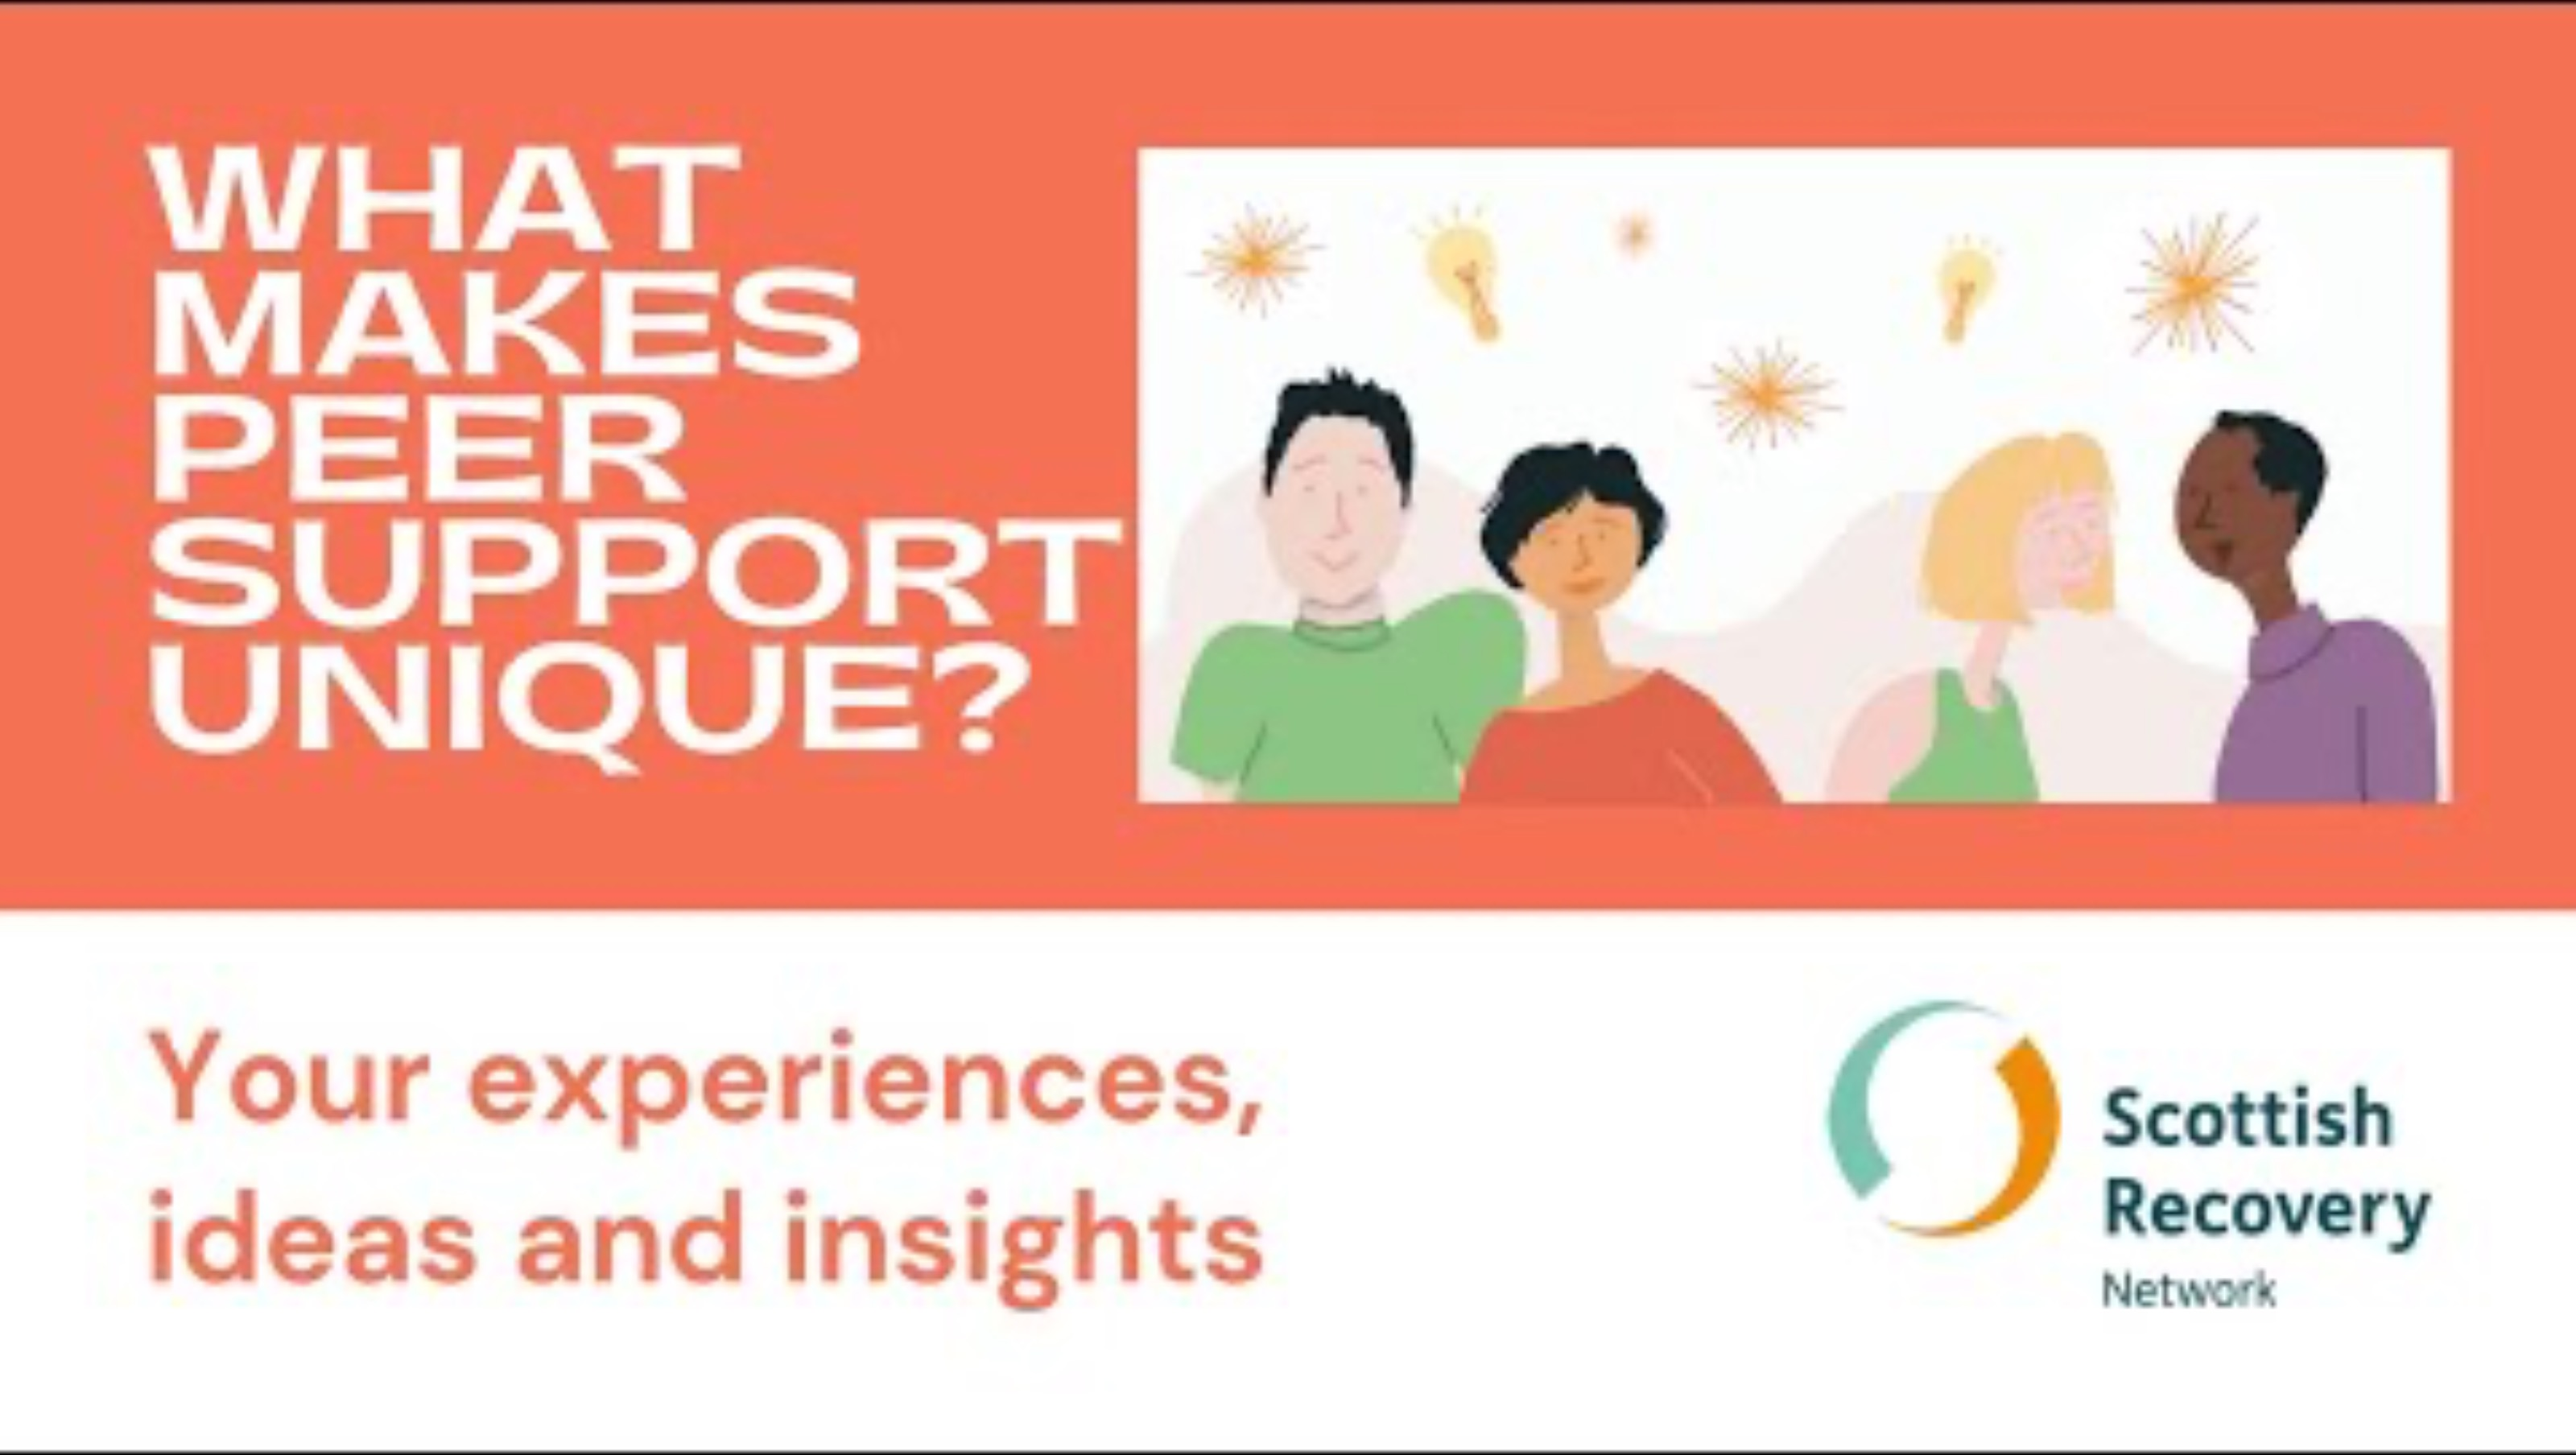 WHAT
MAKES
PEER
SUPPORT
UNIQUE?
Your experiences,
ideas and insights
Scottish
Recovery
Network